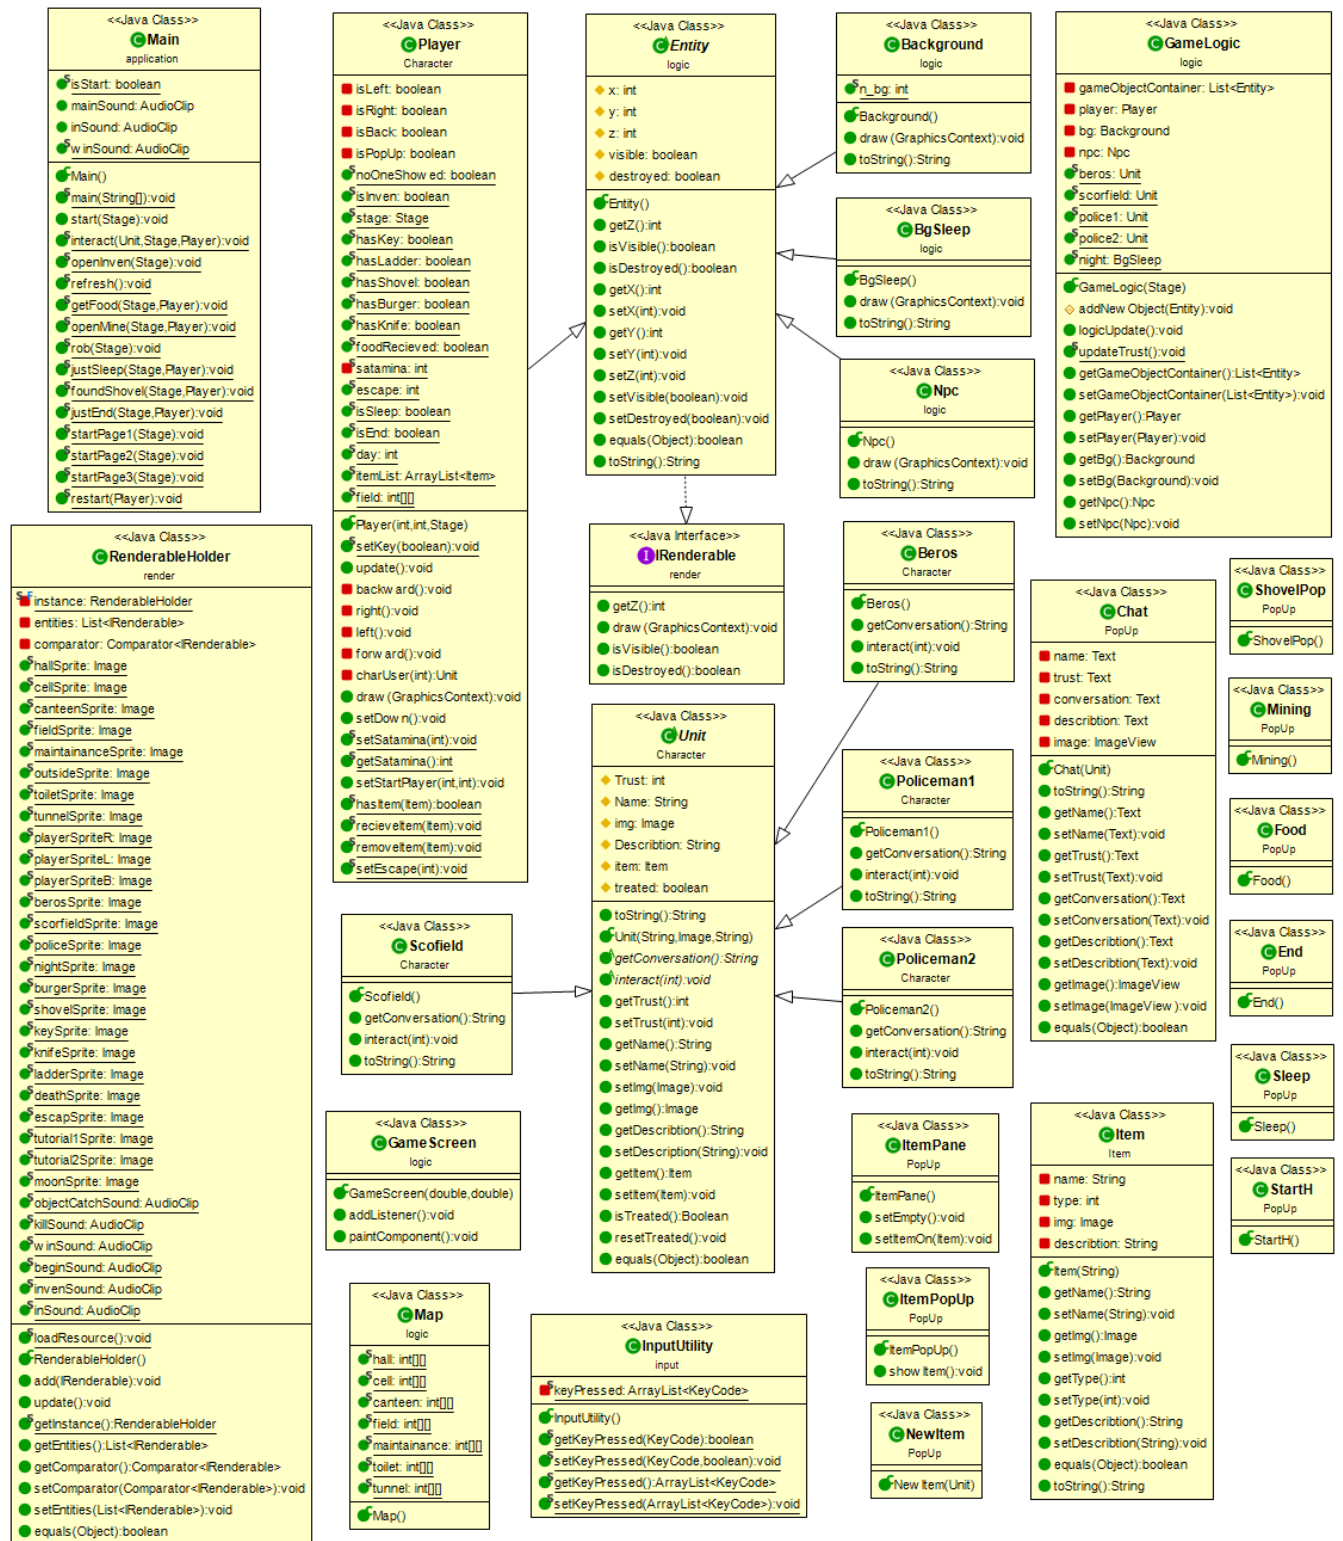 <<Java Class>>
Main
application
isStart: boolean
mainSound: AudioClip
inSound: AudioClip
winSound: AudioClip
Main()
main(String[]):void
start(Stage):void
interact(Unit,Stage,Player):void
openInven(Stage):void
refresh():void
getFood(Stage,Player):void
openMine(Stage,Player):void
rob(Stage):void
justSleep(Stage,Player):void
foundShovel(Stage,Player):void
justEnd(Stage,Player):void
startPage1(Stage):void
startPage2(Stage):void
startPage3(Stage):void
restart(Player):void
<<Java Class>>
Player
Character
isLeft: boolean
isRight: boolean
isBack: boolean
isPopUp: boolean
noOneShowed: boolean
isInven: boolean
stage: Stage
hasKey: boolean
hasLadder: boolean
hasShovel: boolean
hasBurger: boolean
hasKnife: boolean
foodRecieved: boolean
satamina: int
escape: int
isSleep: boolean
isEnd: boolean
day: int
itemList: ArrayList<Item>
field: int[][]
Player(int,int,Stage)
setKey(boolean):void
update():void
backward():void
right():void
left():void
forward():void
charUser(int):Unit
draw(GraphicsContext):void
setDown():void
setSatamina(int):void
getSatamina():int
setStartPlayer(int,int):void
hasItem(Item):boolean
recieveItem(Item):void
removeItem(Item):void
setEscape(int):void
<<Java Class>>
Entity
logic
x: int
y: int
z: int
visible: boolean
destroyed: boolean
Entity()
getZ():int
isVisible():boolean
isDestroyed():boolean
getX():int
setX(int):void
getY():int
setY(int):void
setZ(int):void
setVisible(boolean):void
setDestroyed(boolean):void
equals(Object):boolean
toString():String
<<Java Class>>
Background
logic
n_bg: int
Background()
draw(GraphicsContext):void
toString():String
<<Java Class>>
BgSleep
logic
BgSleep()
draw(GraphicsContext):void
toString():String
<<Java Class>>
Npc
logic
Npc()
draw(GraphicsContext):void
toString():String
<<Java Class>>
GameLogic
logic
gameObjectContainer: List<Entity>
player: Player
bg: Background
npc: Npc
beros: Unit
scorfield: Unit
police1: Unit
police2: Unit
night: BgSleep
GameLogic(Stage)
addNewObject(Entity):void
logicUpdate():void
updateTrust():void
getGameObjectContainer():List<Entity>
setGameObjectContainer(List<Entity>):void
getPlayer():Player
setPlayer(Player):void
getBg():Background
setBg(Background):void
getNpc():Npc
setNpc(Npc):void
<<Java Class>>
RenderableHolder
render
instance: RenderableHolder
entities: List<IRenderable>
comparator: Comparator<IRenderable>
hallSprite: Image
cellSprite: Image
canteenSprite: Image
fieldSprite: Image
maintainanceSprite: Image
outsideSprite: Image
toiletSprite: Image
tunnelSprite: Image
playerSpriteR: Image
playerSpriteL: Image
playerSpriteB: Image
berosSprite: Image
scorfieldSprite: Image
policeSprite: Image
nightSprite: Image
burgerSprite: Image
shovelSprite: Image
keySprite: Image
knifeSprite: Image
ladderSprite: Image
deathSprite: Image
escapSprite: Image
tutorial1Sprite: Image
tutorial2Sprite: Image
moonSprite: Image
objectCatchSound: AudioClip
killSound: AudioClip
winSound: AudioClip
beginSound: AudioClip
invenSound: AudioClip
inSound: AudioClip
loadResource():void
RenderableHolder()
add(IRenderable):void
update():void
getInstance():RenderableHolder
getEntities():List<IRenderable>
getComparator():Comparator<IRenderable>
setComparator(Comparator<IRenderable>):void
setEntities(List<IRenderable>):void
equals(Object):boolean
<<Java Interface>>
IRenderable
render
getZ():int
draw(GraphicsContext):void
isVisible():boolean
isDestroyed():boolean
<<Java Class>>
Beros
Character
Beros()
getConversation():String
interact(int):void
toString():String
<<Java Class>>
Chat
PopUp
name: Text
trust: Text
conversation: Text
describtion: Text
image: ImageView
Chat(Unit)
toString():String
getName():Text
setName(Text):void
getTrust():Text
setTrust(Text):void
getConversation():Text
setConversation(Text):void
getDescribtion():Text
setDescribtion(Text):void
getImage():ImageView
setImage(ImageView):void
equals(Object):boolean
<<Java Class>>
ShovelPop
PopUp
ShovelPop()
<<Java Class>>
Mining
PopUp
Mining()
<<Java Class>>
Food
PopUp
Food()
<<Java Class>>
End
PopUp
End()
<<Java Class>>
Sleep
PopUp
Sleep()
<<Java Class>>
StartH
PopUp
StartH()
<<Java Class>>
Unit
Character
Trust: int
Name: String
img: Image
Describtion: String
item: Item
treated: boolean
toString():String
Unit(String,Image,String)
getConversation():String
interact(int):void
getTrust():int
setTrust(int):void
getName():String
setName(String):void
setImg(Image):void
getImg():Image
getDescribtion():String
setDescription(String):void
getItem():Item
setItem(Item):void
isTreated():Boolean
resetTreated():void
equals(Object):boolean
<<Java Class>>
Policeman1
Character
Policeman1()
getConversation():String
interact(int):void
toString():String
<<Java Class>>
Policeman2
Character
Policeman2()
getConversation():String
interact(int):void
toString():String
<<Java Class>>
Scofield
Character
Scofield()
getConversation():String
interact(int):void
toString():String
<<Java Class>>
GameScreen
logic
GameScreen(double,double)
addListener():void
paintComponent():void
<<Java Class>>
ItemPane
PopUp
ItemPane()
setEmpty():void
setItemOn(Item):void
<<Java Class>>
Item
Item
name: String
type: int
img: Image
describtion: String
Item(String)
getName():String
setName(String):void
getImg():Image
setImg(Image):void
getType():int
setType(int):void
getDescribtion():String
setDescribtion(String):void
equals(Object):boolean
toString():String
<<Java Class>>
Map
logic
hall: int[][]
cell: int[][]
canteen: int[][]
field: int[][]
maintainance: int[][]
toilet: int[][]
tunnel: int[][]
Map()
<<Java Class>>
InputUtility
input
keyPressed: ArrayList<KeyCode>
InputUtility()
getKeyPressed(KeyCode):boolean
setKeyPressed(KeyCode,boolean):void
getKeyPressed():ArrayList<KeyCode>
setKeyPressed(ArrayList<KeyCode>):void
<<Java Class>>
ItemPopUp
PopUp
ItemPopUp()
showItem():void
<<Java Class>>
NewItem
PopUp
NewItem(Unit)